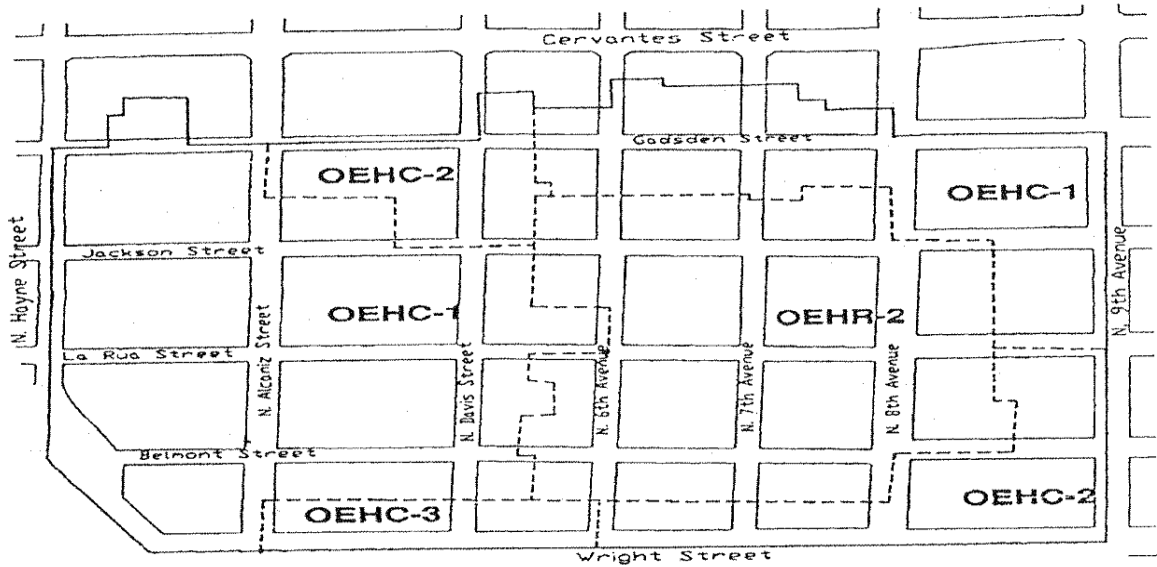 Cervantes Street
Gadsden Street
OEHC-2
OEHC-1
N. Hayne Street
Jackson Street
N. 9th Avenue
OEHC-1
OEHR-2
La Rua Street
N. Alcaniz Street
N. Davis Street
N. 6th Avenue
N. 7th Avenue
N. 8th Avenue
Belmont Street
OEHC-2
OEHC-3
Wright Street